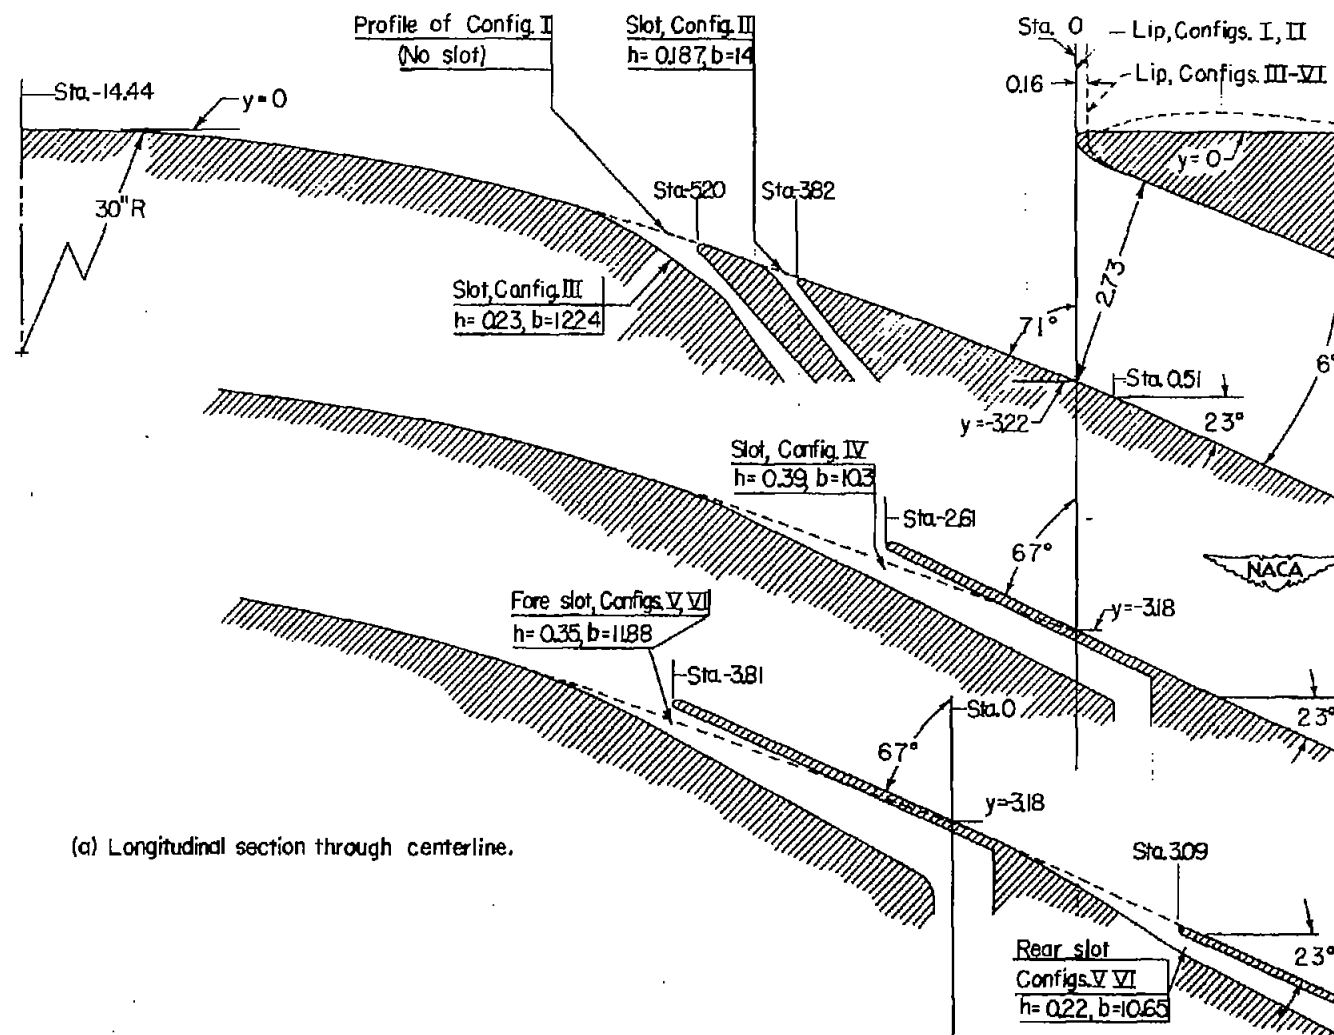 Profile of Config. II
(No slot)
Slot, Config. III
h= 0.187, b=14
Sta. 0
Lip, Configs. I, II
0.16
Lip, Configs. III-VI
Sta.-14.44
y=0
y=0
30"R
Sta-5.20
Sta-3.82
2.73
Slot, Config. III
h= 0.23, b=12.24
71°
6°
Sta. 0.51
y=-3.22
23°
Slot, Config. IV
h= 0.39, b=10.3
Sta.-2.61
67°
NACA
y=-3.18
Fore slot, Configs. V, VI
h= 0.35, b=11.88
Sta.-3.81
Sta. 0
23°
67°
y=-3.18
(a) Longitudinal section through centerline.
Sta. 3.09
Rear slot
Configs. V VI
h= 0.22, b=10.65
23°